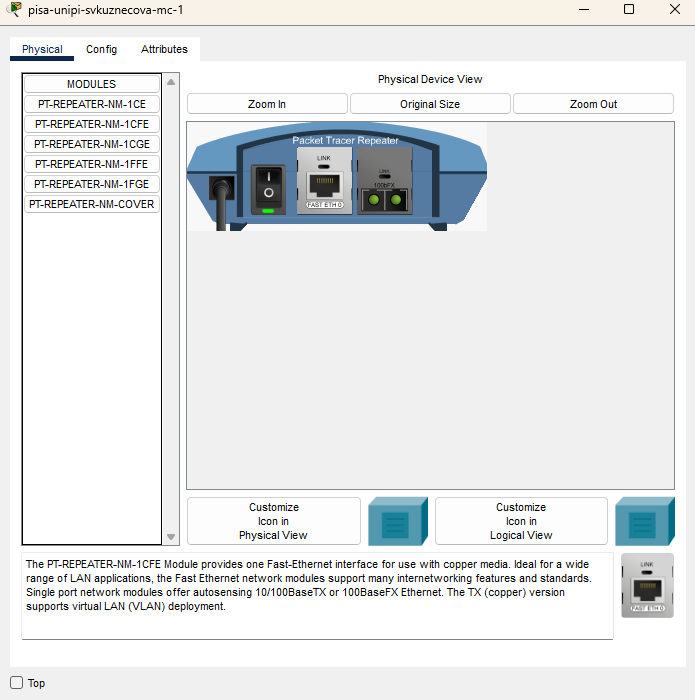 pisa-unipi-svkuznecova-mc-1
Physical
Config
Attributes
MODULES
PT-REPEATER-NM-1CE
PT-REPEATER-NM-1CFE
PT-REPEATER-NM-1CGE
PT-REPEATER-NM-1FFE
PT-REPEATER-NM-1FGE
PT-REPEATER-NM-COVER
Physical Device View
Zoom In
Original Size
Zoom Out
Packet Tracer Repeater
LINK
FAST ETH 0
LINK
100bFX
Customize
Icon in
Physical View
Customize
Icon in
Logical View
The PT-REPEATER-NM-1CFE Module provides one Fast-Ethernet interface for use with copper media. Ideal for a wide
range of LAN applications, the Fast Ethernet network modules support many internetworking features and standards.
Single port network modules offer autosensing 10/100BaseTX or 100BaseFX Ethernet. The TX (copper) version
supports virtual LAN (VLAN) deployment.
LINK
FAST ETH 0
Top